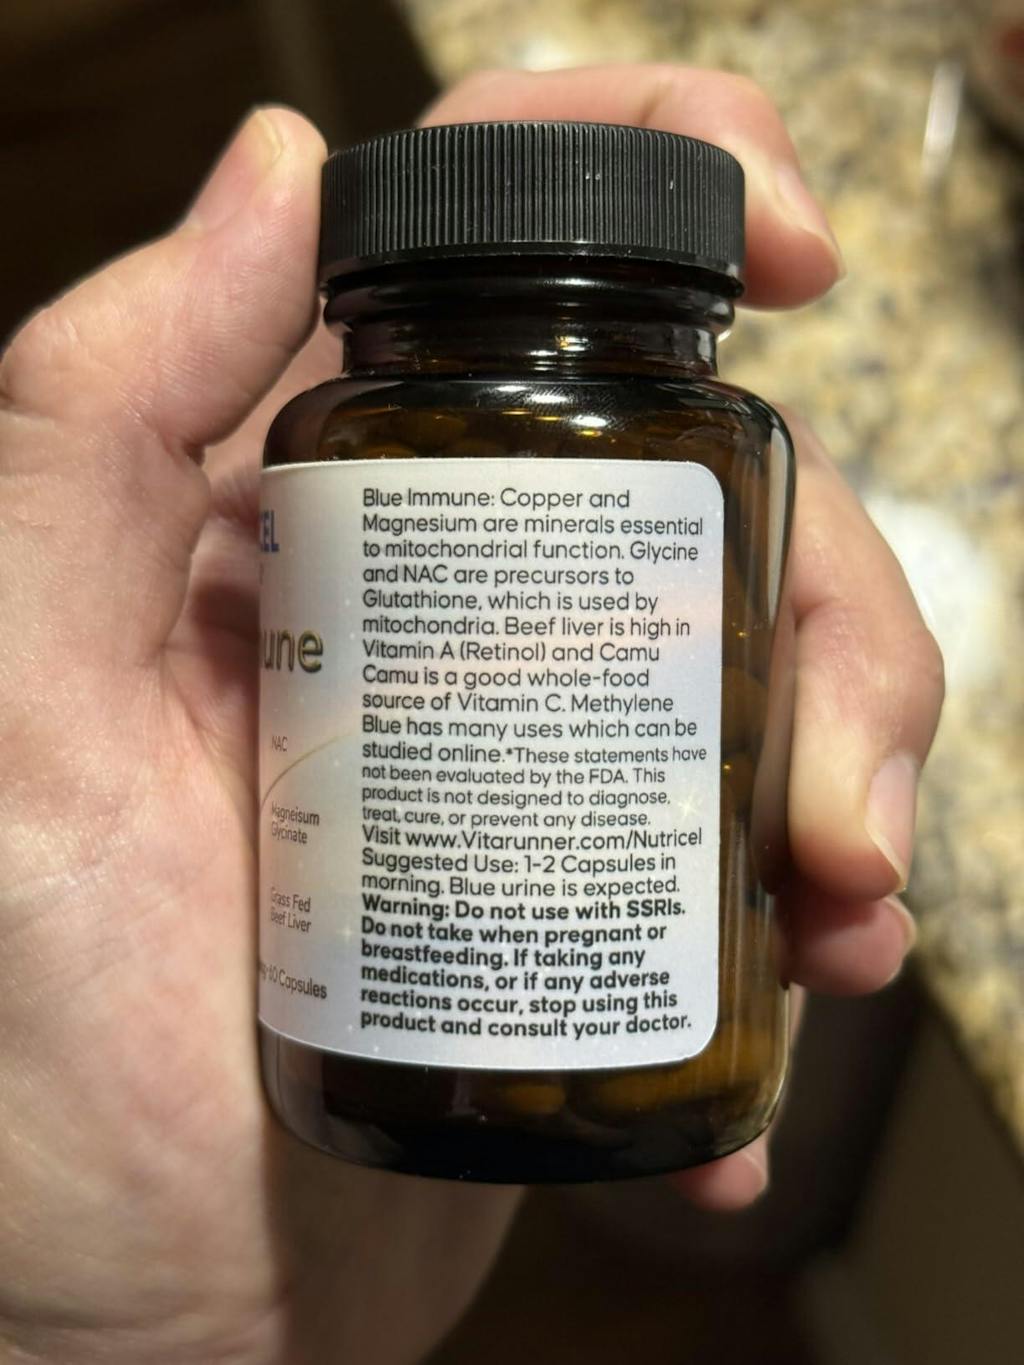 Blue Immune: Copper and
Magnesium are minerals essential
to mitochondrial function. Glycine
and NAC are precursors to
Glutathione, which is used by
mitochondria. Beef liver is high in
Vitamin A (Retinol) and Camu
Camu is a good whole-food
source of Vitamin C. Methylene
Blue has many uses which can be
studied online.*These statements have
not been evaluated by the FDA. This
product is not designed to diagnose,
treat, cure, or prevent any disease.
Visit www.Vitarunner.com/Nutricel
Suggested Use: 1-2 Capsules in
morning. Blue urine is expected.
Warning: Do not use with SSRIs.
Do not take when pregnant or
breastfeeding. If taking any
medications, or if any adverse
reactions occur, stop using this
product and consult your doctor.
CEL
une
NAC
Magneisum
Glycinate
Grass Fed
Beef Liver
60 Capsules